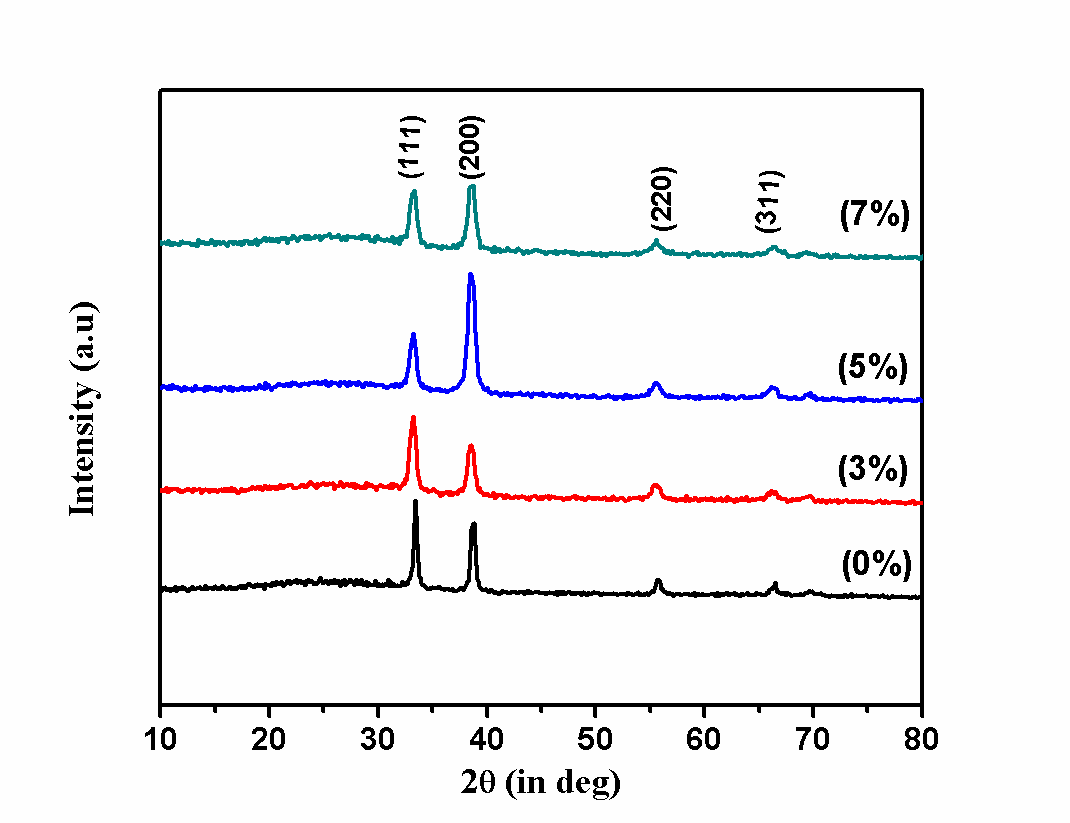 (111)
(200)
(220)
(311)
(7%)
(5%)
(3%)
(0%)
Intensity (a.u)
10 20 30 40 50 60 70 80
2θ (in deg)